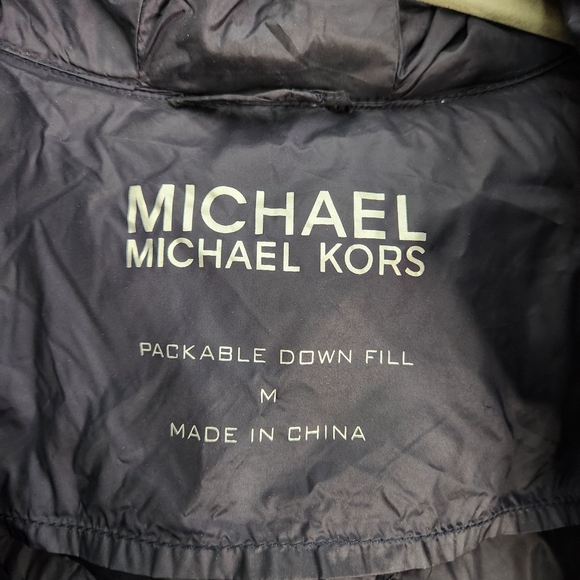 MICHAEL
MICHAEL KORS
PACKABLE DOWN FILL
M
MADE IN CHINA